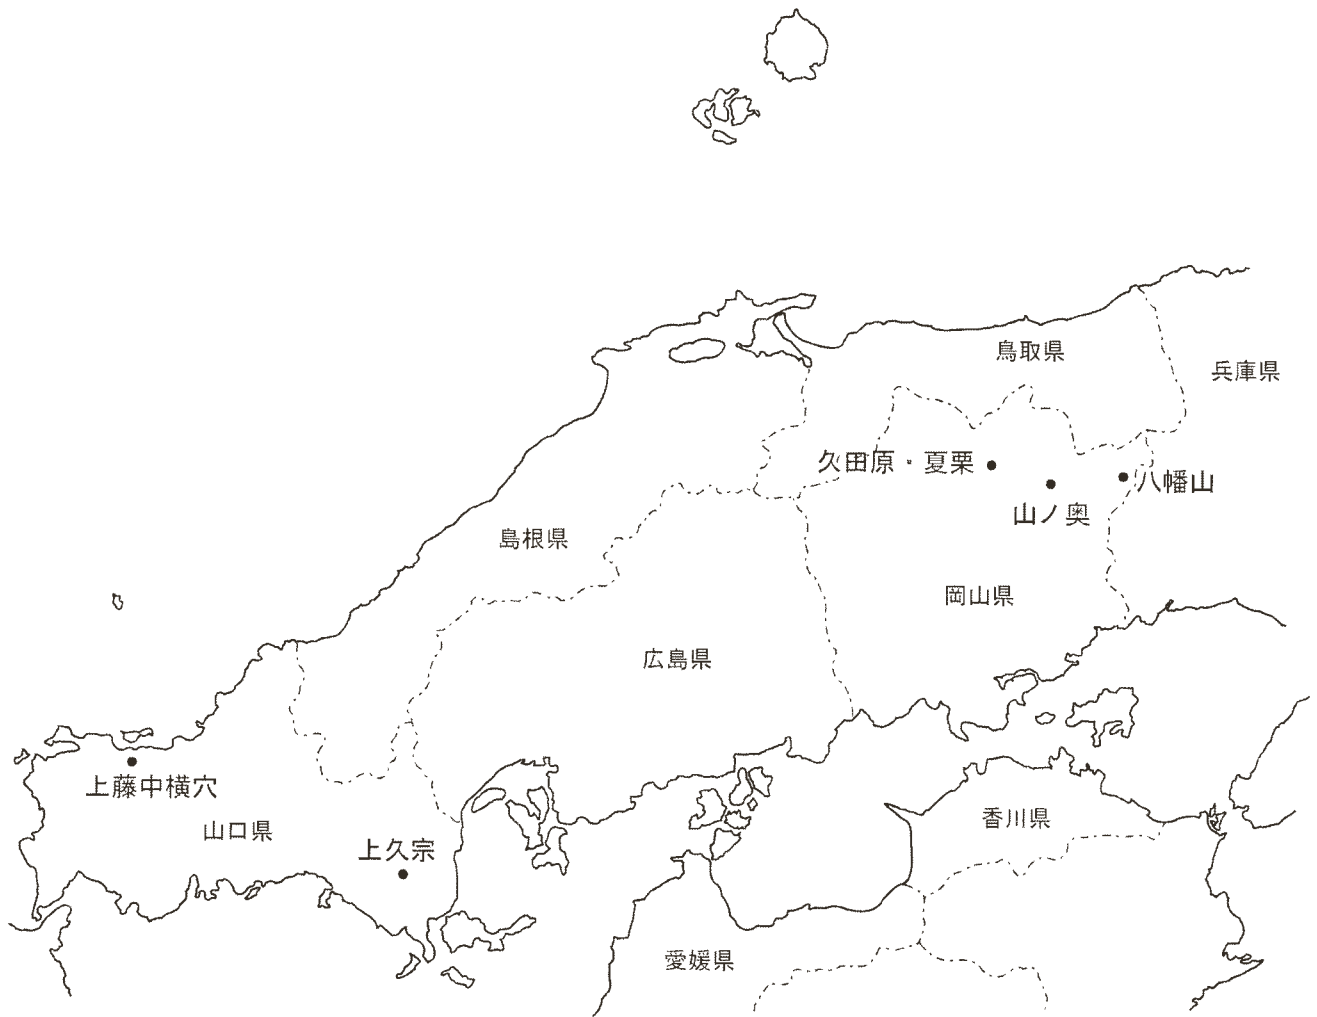 鳥取県
兵庫県
久田原・夏栗
八幡山
山ノ奥
島根県
岡山県
広島県
上藤中横穴
山口県
香川県
上久宗
愛媛県